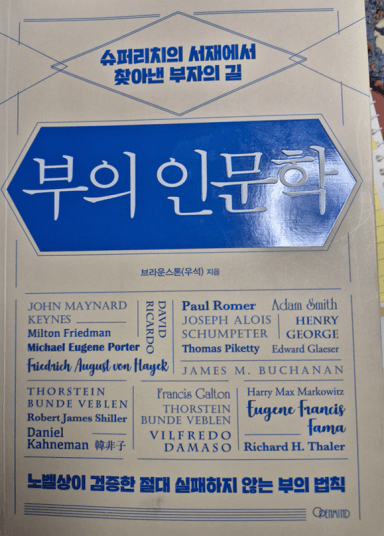 슈퍼리치의 서재에서
찾아낸 부자의 길
부의 인문학
브라운스톤(우석) 지음
JOHN MAYNARD
KEYNES
Milton Friedman
Michael Eugene Porter
Friedrich August von Hayek
DAVID
RICARDO
Paul Romer
Adam Smith
JOSEPH ALOIS
SCHUMPETER
HENRY
GEORGE
Thomas Piketty
Edward Glaeser
JAMES M. BUCHANAN
THORSTEIN
BUNDE VEBLEN
Robert James Shiller
Daniel
Kahneman 韓非子
Francis Galton
THORSTEIN
BUNDE VEBLEN
VILFREDO
DAMASO
Harry Max Markowitz
Eugene Francis
Fama
Richard H. Thaler
노벨상이 검증한 절대 실패하지 않는 부의 법칙
OPENMIND